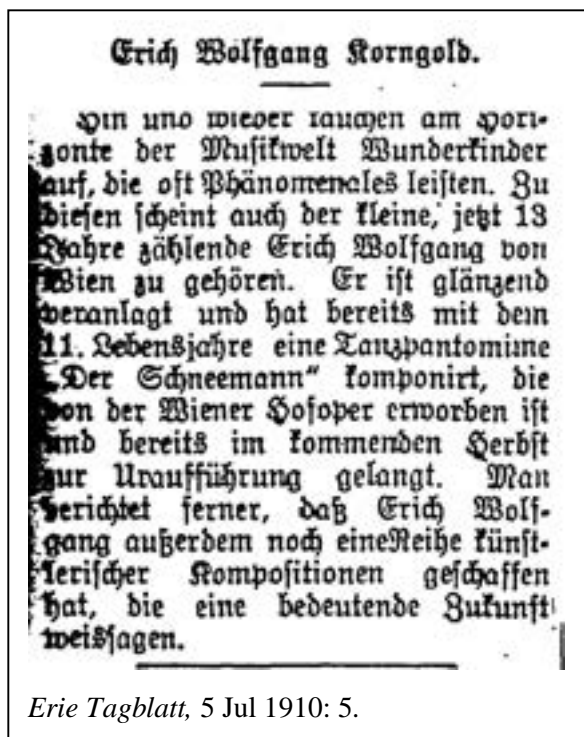 Erich Wolfgang Korngold.
Hin und wieder tauchen am Hori-
zonte der Musikwelt Wunderkinder
auf, die oft Phänomenales leisten. Zu
diesen scheint auch der kleine, jetzt 13
Jahre zählende Erich Wolfgang von
Wien zu gehören. Er ist glänzend
veranlagt und hat bereits mit dem
11. Lebensjahre eine Tanzpantomime
„Der Schneemann“ komponirt, die
von der Wiener Hofoper erworben ist
und bereits im kommenden Herbst
zur Uraufführung gelangt. Man
berichtet ferner, daß Erich Wolf-
gang außerdem noch eineReihe künst-
lerischer Kompositionen geschaffen
hat, die eine bedeutende Zukunft
weissagen.
Erie Tagblatt, 5 Jul 1910: 5.